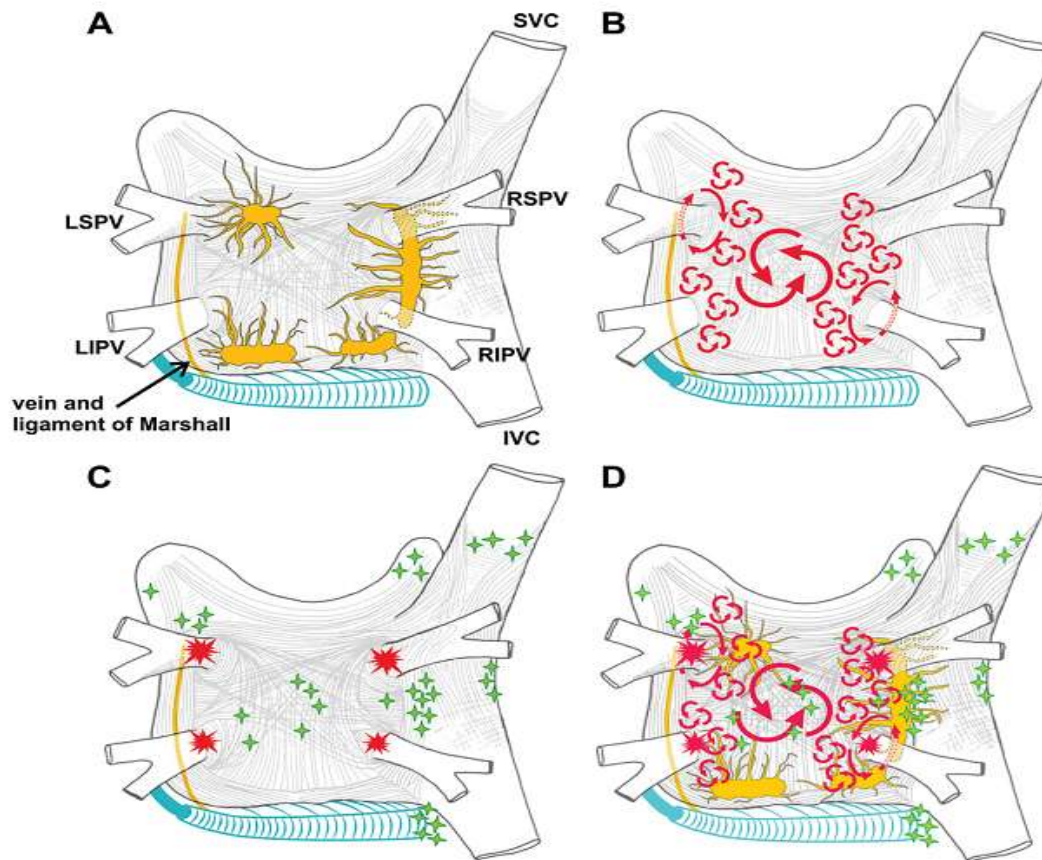 A
SVC
B
LSPV
RSPV
LIPV
RIPV
vein and
ligament of Marshall
IVC
C
D